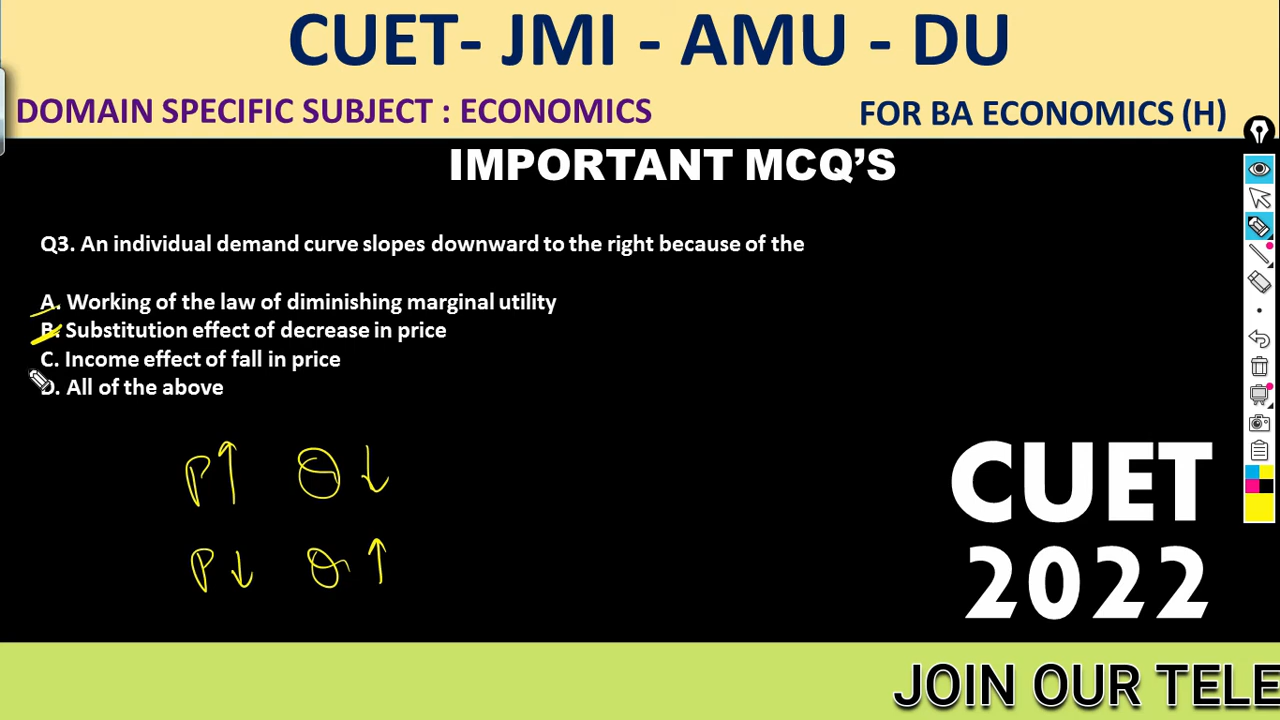 CUET- JMI - AMU - DU
DOMAIN SPECIFIC SUBJECT : ECONOMICS
FOR BA ECONOMICS (H)
IMPORTANT MCQ'S
Q3. An individual demand curve slopes downward to the right because of the
A. Working of the law of diminishing marginal utility
B. Substitution effect of decrease in price
C. Income effect of fall in price
D. All of the above
P↑ Q↓
P↓ Q↑
CUET
2022
JOIN OUR TELE